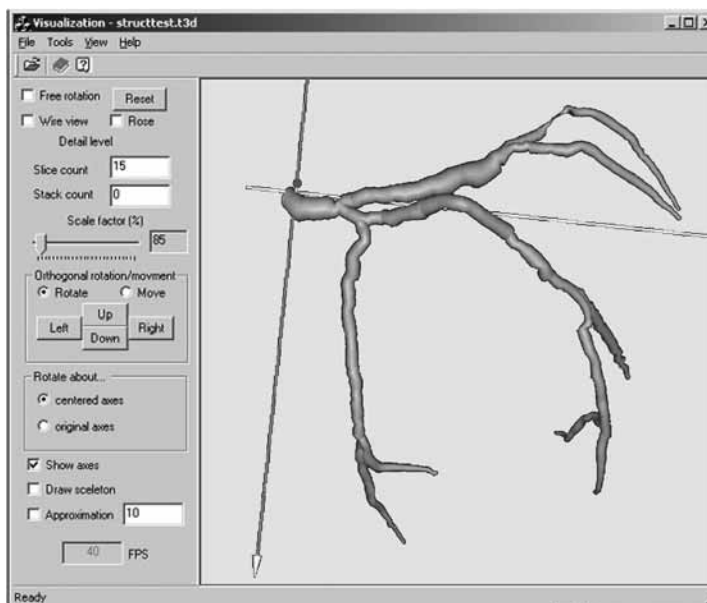 Visualization - structtest.t3d
File Tools View Help
Free rotation Reset
Wire view Rose
Detail level
Slice count 15
Stack count 0
Scale factor (%)
85
Orthogonal rotation/movment
Rotate Move
Up
Left Right
Down
Rotate about...
centered axes
original axes
Show axes
Draw sceleton
Approximation 10
40 FPS
Ready